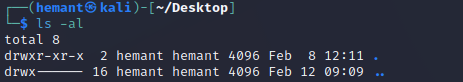 ┌──(hemant㉿kali)-[~/Desktop]
└─$ ls -al
total 8
drwxr-xr-x  2 hemant hemant 4096 Feb  8 12:11 .
drwx------ 16 hemant hemant 4096 Feb 12 09:09 ..